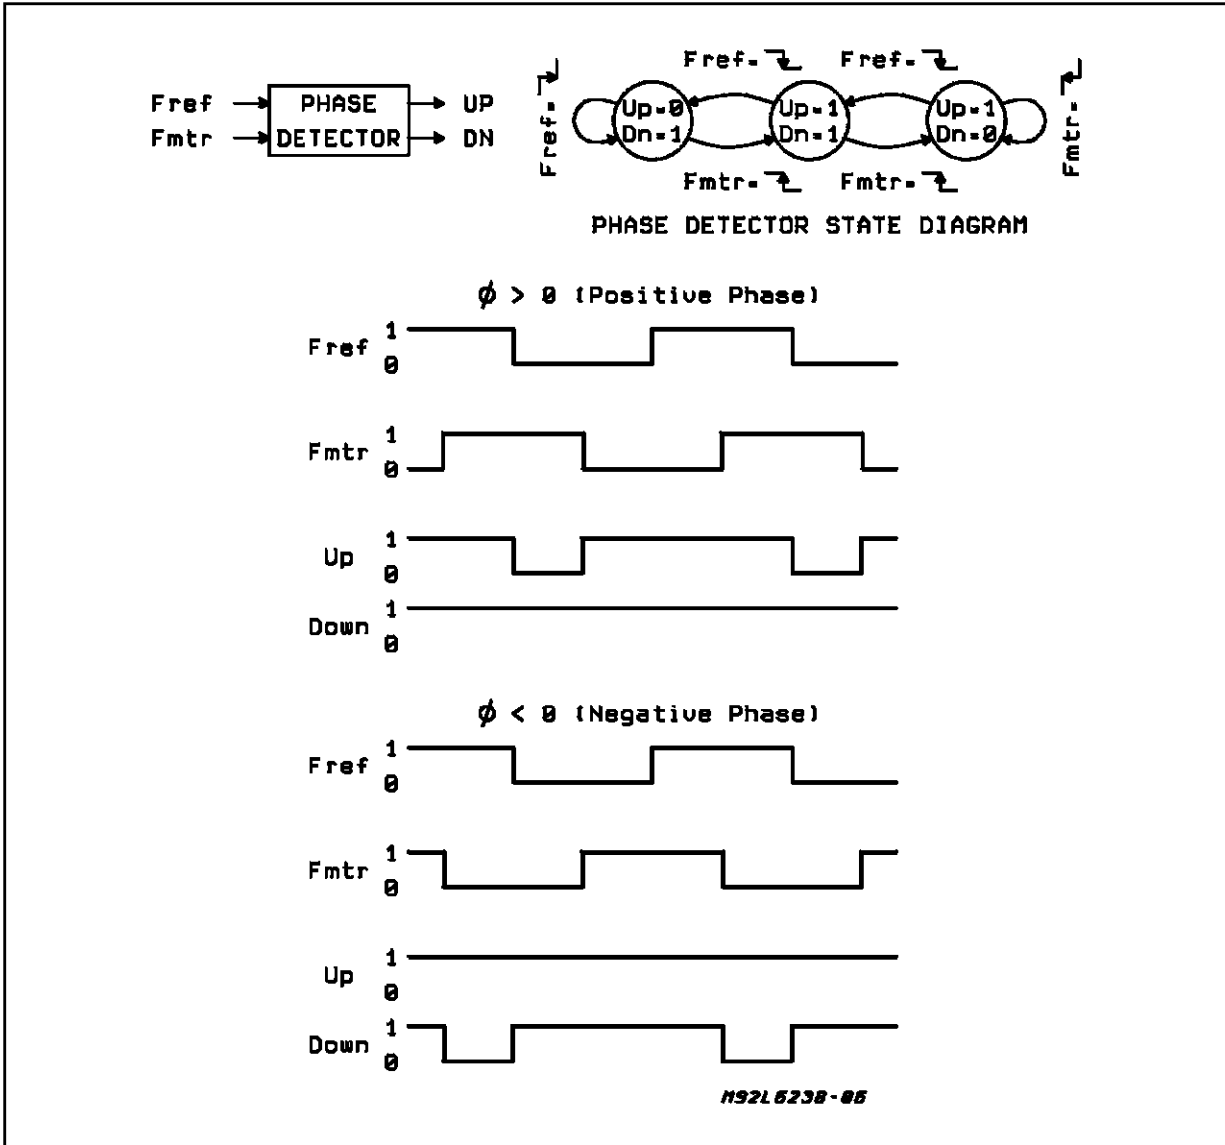 Fref PHASE UP
Fmtr DETECTOR DN
Fref= Fref= Fref=
Up=0 Up=1 Up=1
Dn=1 Dn=1 Dn=0
Fmtr= Fmtr= Fmtr=
PHASE DETECTOR STATE DIAGRAM
ϕ > 0 (Positive Phase)
Fref 1
0
Fmtr 1
0
Up 1
0
Down 1
0
ϕ < 0 (Negative Phase)
Fref 1
0
Fmtr 1
0
Up 1
0
Down 1
0
M92L6238-06